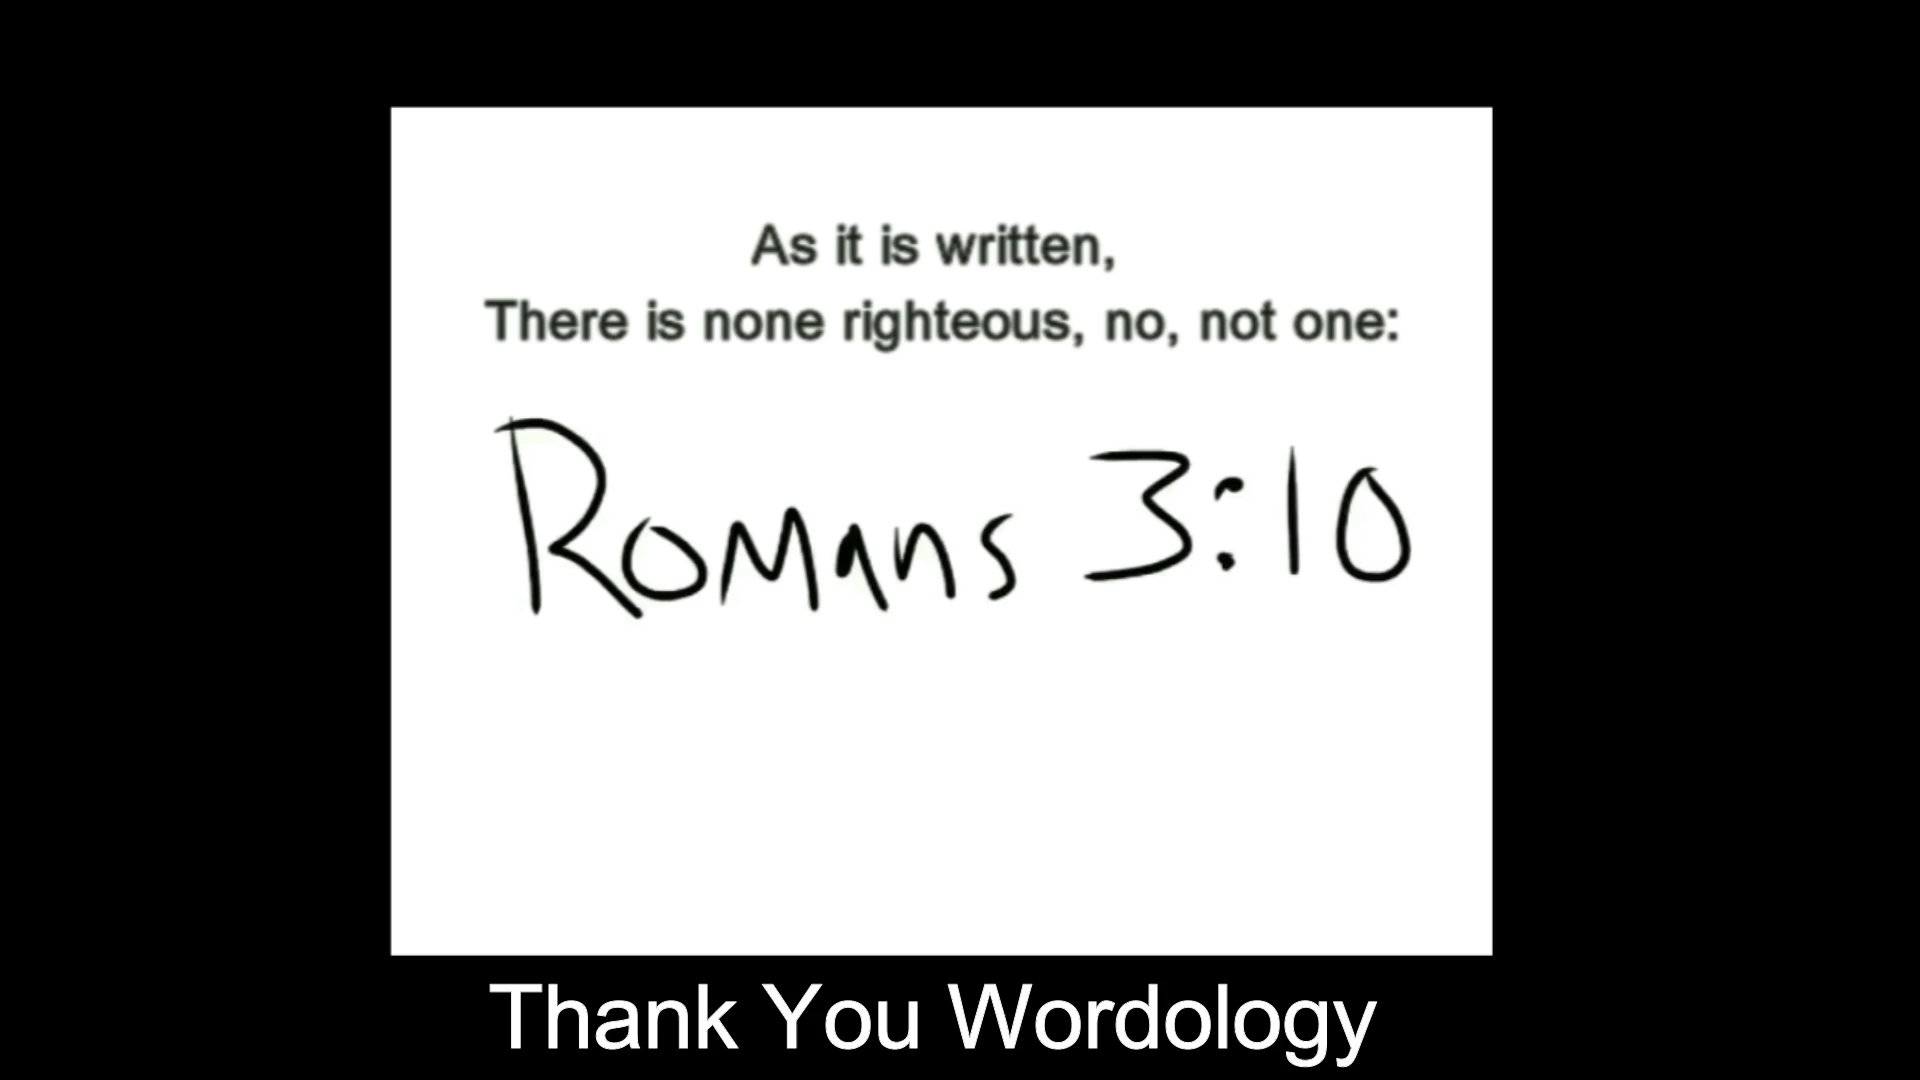 As it is written,
There is none righteous, no, not one:
Romans 3:10
Thank You Wordology